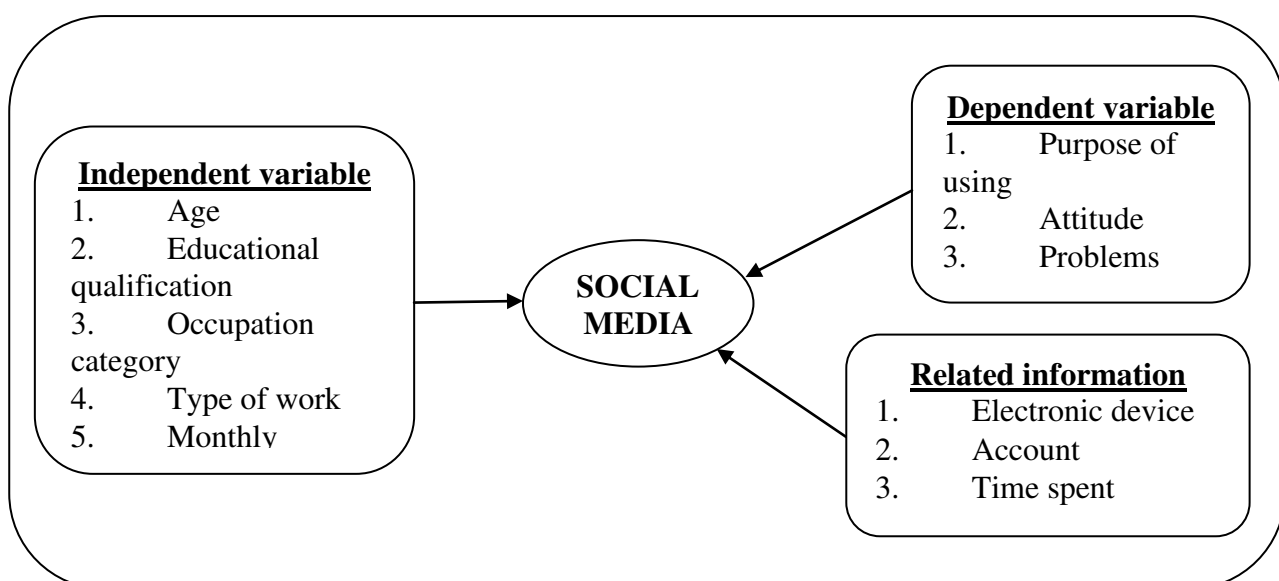 Independent variable
1. Age
2. Educational
qualification
3. Occupation
category
4. Type of work
5. Monthly
SOCIAL
MEDIA
Dependent variable
1. Purpose of
using
2. Attitude
3. Problems
Related information
1. Electronic device
2. Account
3. Time spent